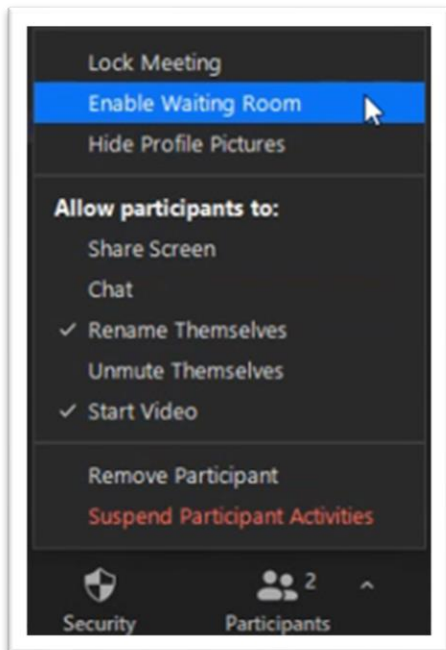 Lock Meeting
Enable Waiting Room
Hide Profile Pictures
Allow participants to:
Share Screen
Chat
✓ Rename Themselves
Unmute Themselves
✓ Start Video
Remove Participant
Suspend Participant Activities
2
Security Participants